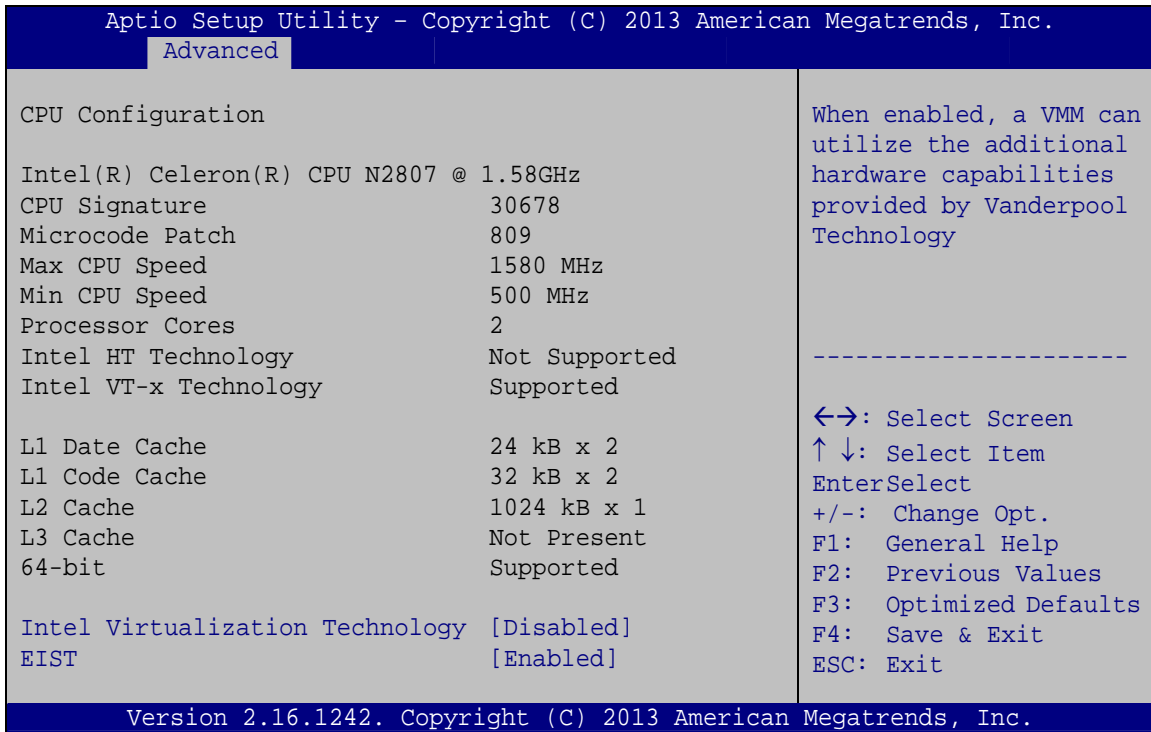 Aptio Setup Utility – Copyright (C) 2013 American Megatrends, Inc.
Advanced
CPU Configuration
Intel(R) Celeron(R) CPU N2807 @ 1.58GHz
CPU Signature 30678
Microcode Patch 809
Max CPU Speed 1580 MHz
Min CPU Speed 500 MHz
Processor Cores 2
Intel HT Technology Not Supported
Intel VT-x Technology Supported
L1 Date Cache 24 kB x 2
L1 Code Cache 32 kB x 2
L2 Cache 1024 kB x 1
L3 Cache Not Present
64-bit Supported
Intel Virtualization Technology [Disabled]
EIST [Enabled]
When enabled, a VMM can
utilize the additional
hardware capabilities
provided by Vanderpool
Technology
----------------------
←→: Select Screen
↑ ↓: Select Item
EnterSelect
+/-: Change Opt.
F1: General Help
F2: Previous Values
F3: Optimized Defaults
F4: Save & Exit
ESC: Exit
Version 2.16.1242. Copyright (C) 2013 American Megatrends, Inc.